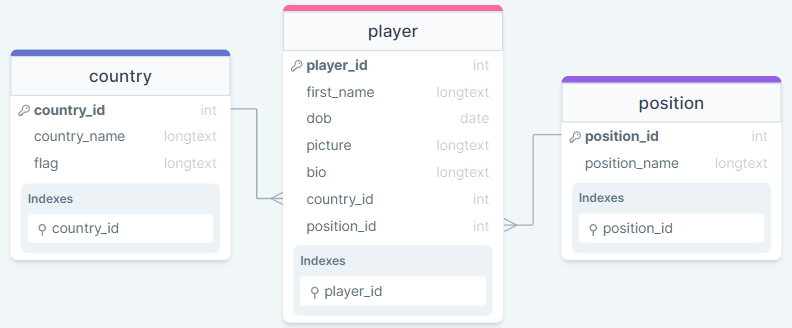 country
country_id int
country_name longtext
flag longtext
Indexes
country_id
player
player_id int
first_name longtext
dob date
picture longtext
bio longtext
country_id int
position_id int
Indexes
player_id
position
position_id int
position_name longtext
Indexes
position_id